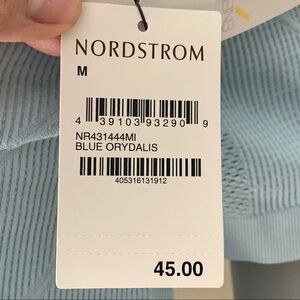 NORDSTROM
M
4 39103 93290 9
NR431444MI
BLUE ORYDALIS
405316131912
45.00